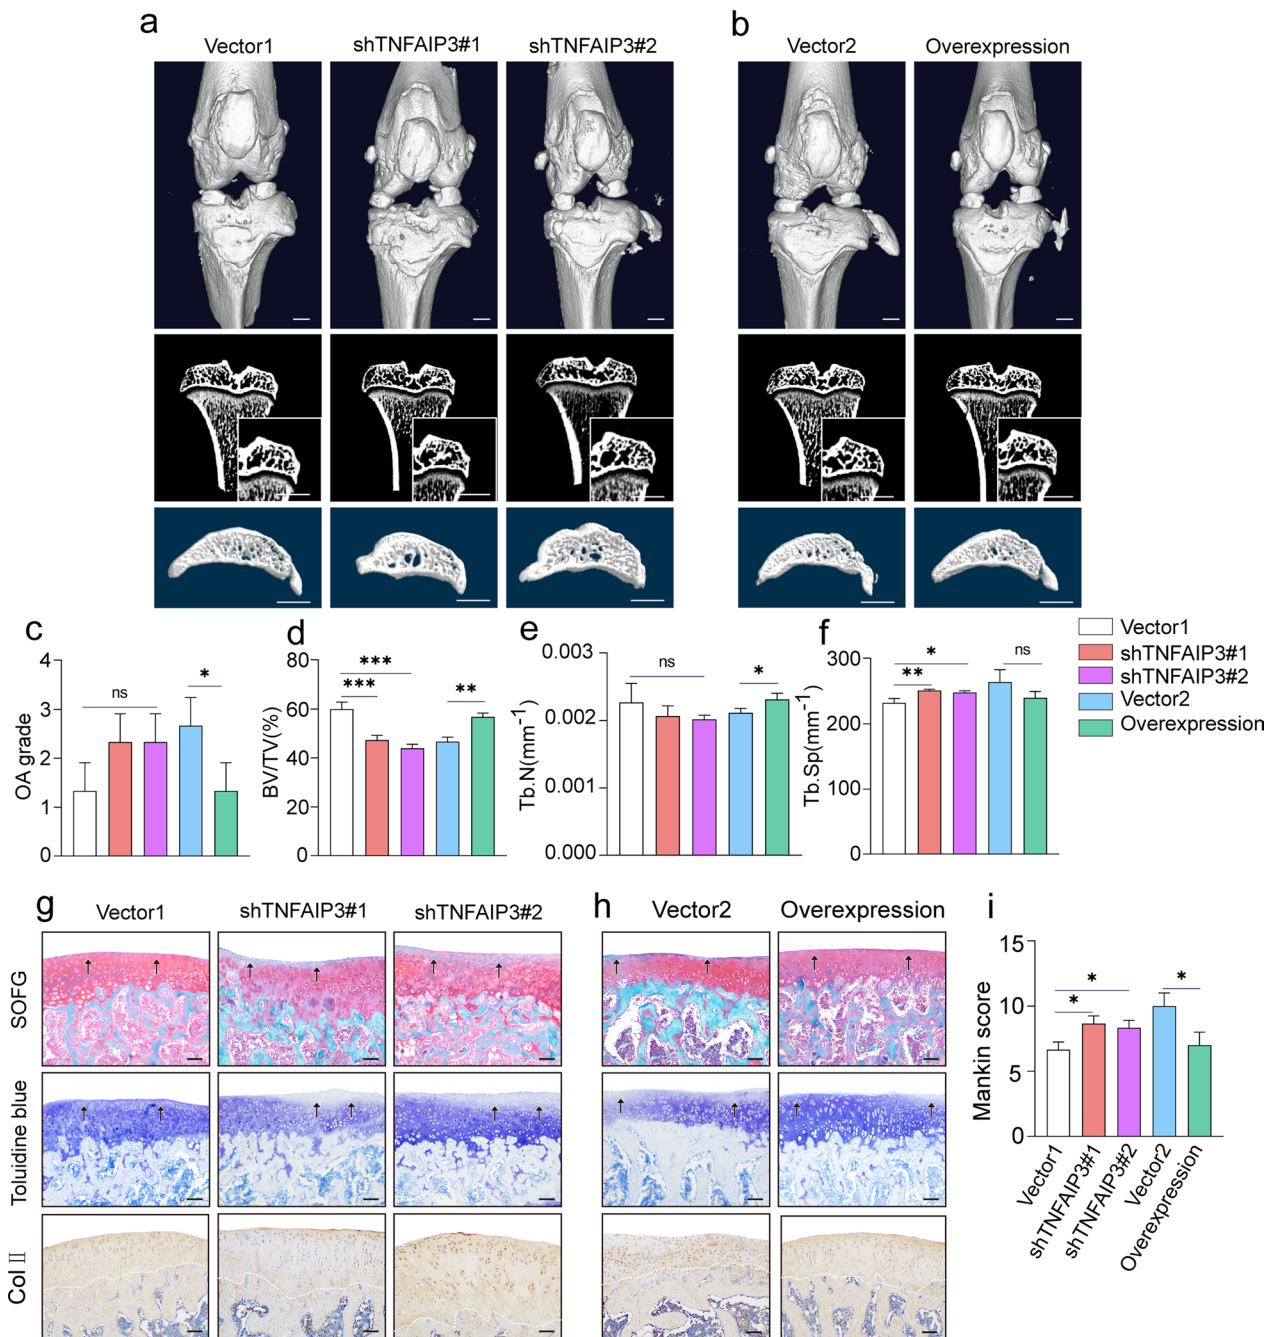 a
Vector1
shTNFAIP3#1
shTNFAIP3#2
b
Vector2
Overexpression
c
OA grade
4
3
2
1
0
ns
*
d
BV/TV(%)
80
60
40
20
0
***
***
**
e
Tb.N(mm⁻¹)
0.003
0.002
0.001
0.000
ns
*
f
Tb.Sp(mm⁻¹)
300
200
100
0
*
**
ns
Vector1
shTNFAIP3#1
shTNFAIP3#2
Vector2
Overexpression
g
Vector1
shTNFAIP3#1
shTNFAIP3#2
h
Vector2
Overexpression
SOFG
Toluidine blue
Col II
i
Mankin score
15
10
5
0
*
*
*
Vector1
shTNFAIP3#1
shTNFAIP3#2
Vector2
Overexpression